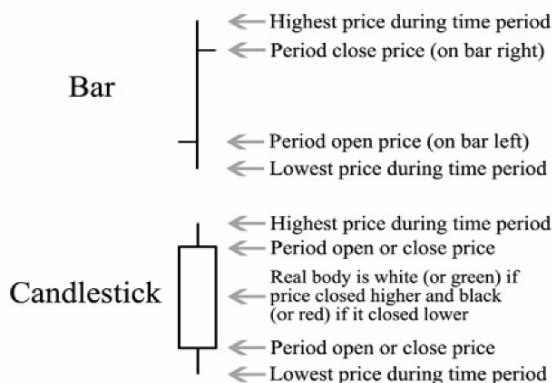 Bar
Highest price during time period
Period close price (on bar right)
Period open price (on bar left)
Lowest price during time period
Candlestick
Highest price during time period
Period open or close price
Real body is white (or green) if
price closed higher and black
(or red) if it closed lower
Period open or close price
Lowest price during time period